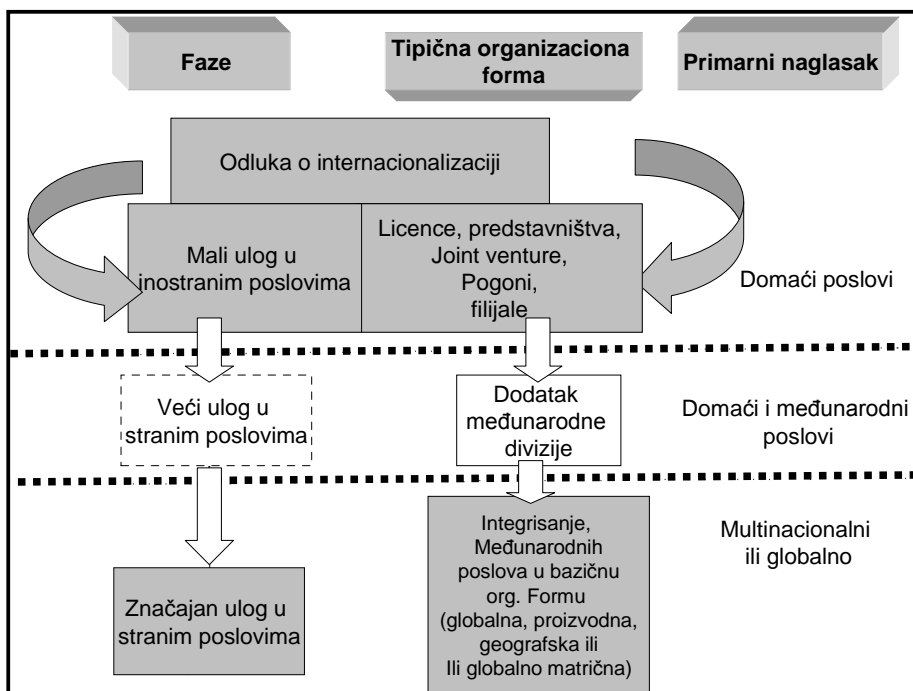 Faze
Tipična organizaciona
forma
Primarni naglasak
Odluka o internacionalizaciji
Mali ulog u
inostranim poslovima
Licence, predstavništva,
Joint venture,
Pogoni,
filijale
Domaći poslovi
Veći ulog u
stranim poslovima
Dodatak
međunarodne
divizije
Domaći i međunarodni
poslovi
Značajan ulog u
stranim poslovima
Integrisanje,
Međunarodnih
poslova u bazičnu
org. Formu
(globalna, proizvodna,
geografska ili
Ili globalno matrična)
Multinacionalni
ili globalno